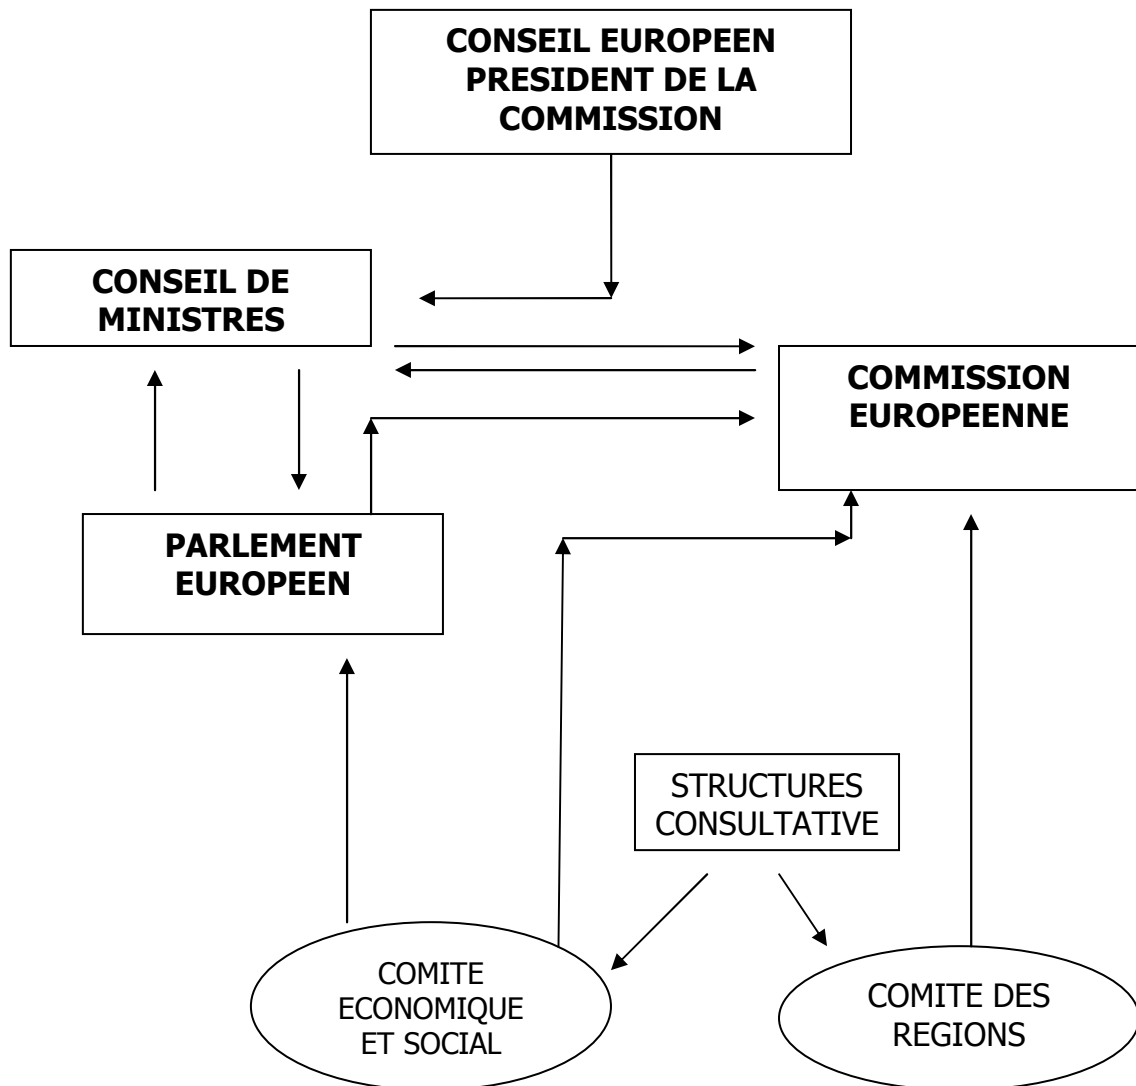 CONSEIL EUROPEEN
PRESIDENT DE LA
COMMISSION
CONSEIL DE
MINISTRES
COMMISSION
EUROPEENNE
PARLEMENT
EUROPEEN
STRUCTURES
CONSULTATIVE
COMITE
ECONOMIQUE
ET SOCIAL
COMITE DES
REGIONS